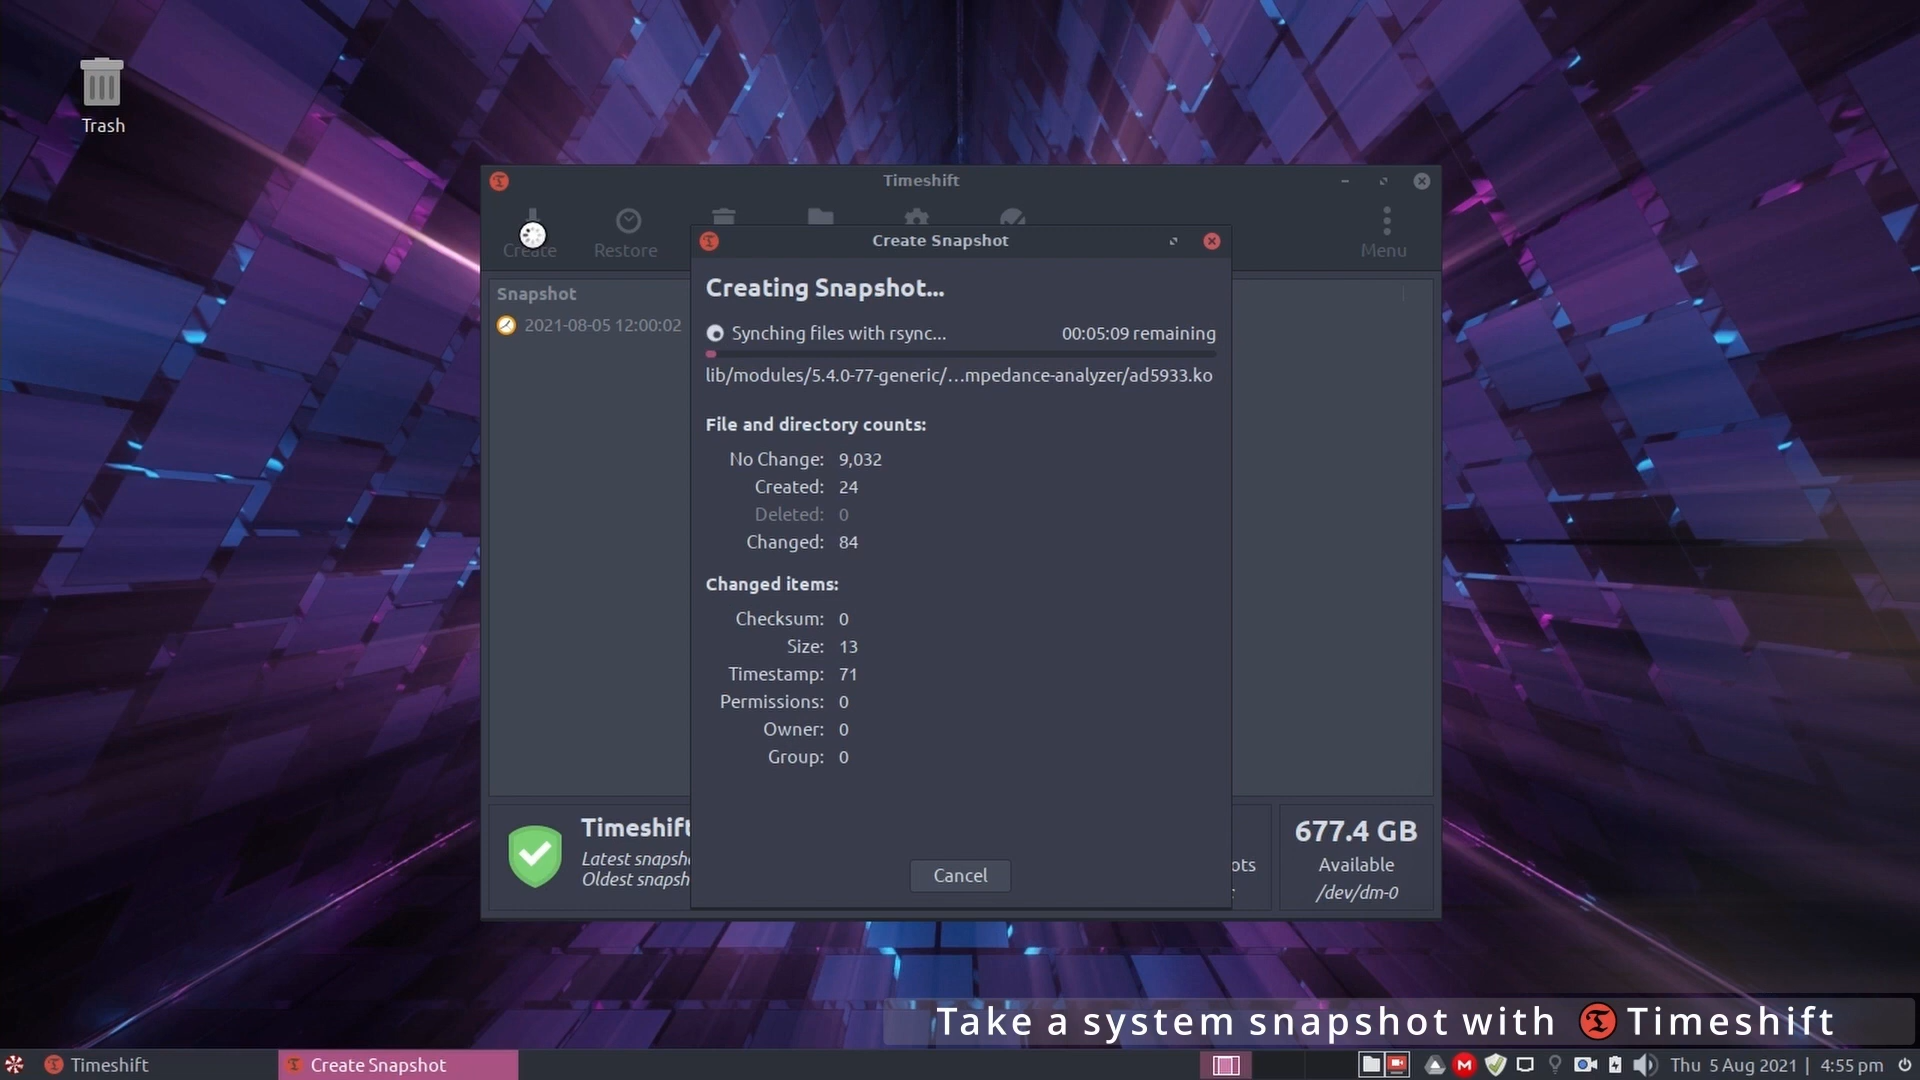 Trash
Timeshift
Create
Restore
Menu
Snapshot
2021-08-05 12:00:02
Create Snapshot
Creating Snapshot...
Synching files with rsync... 00:05:09 remaining
lib/modules/5.4.0-77-generic/...mpedance-analyzer/ad5933.ko
File and directory counts:
No Change: 9,032
Created: 24
Deleted: 0
Changed: 84
Changed items:
Checksum: 0
Size: 13
Timestamp: 71
Permissions: 0
Owner: 0
Group: 0
Cancel
Timeshift
Latest snapsh
Oldest snapsh
ots
:
677.4 GB
Available
/dev/dm-0
Take a system snapshot with Timeshift
Timeshift
Create Snapshot
Thu 5 Aug 2021 | 4:55 pm